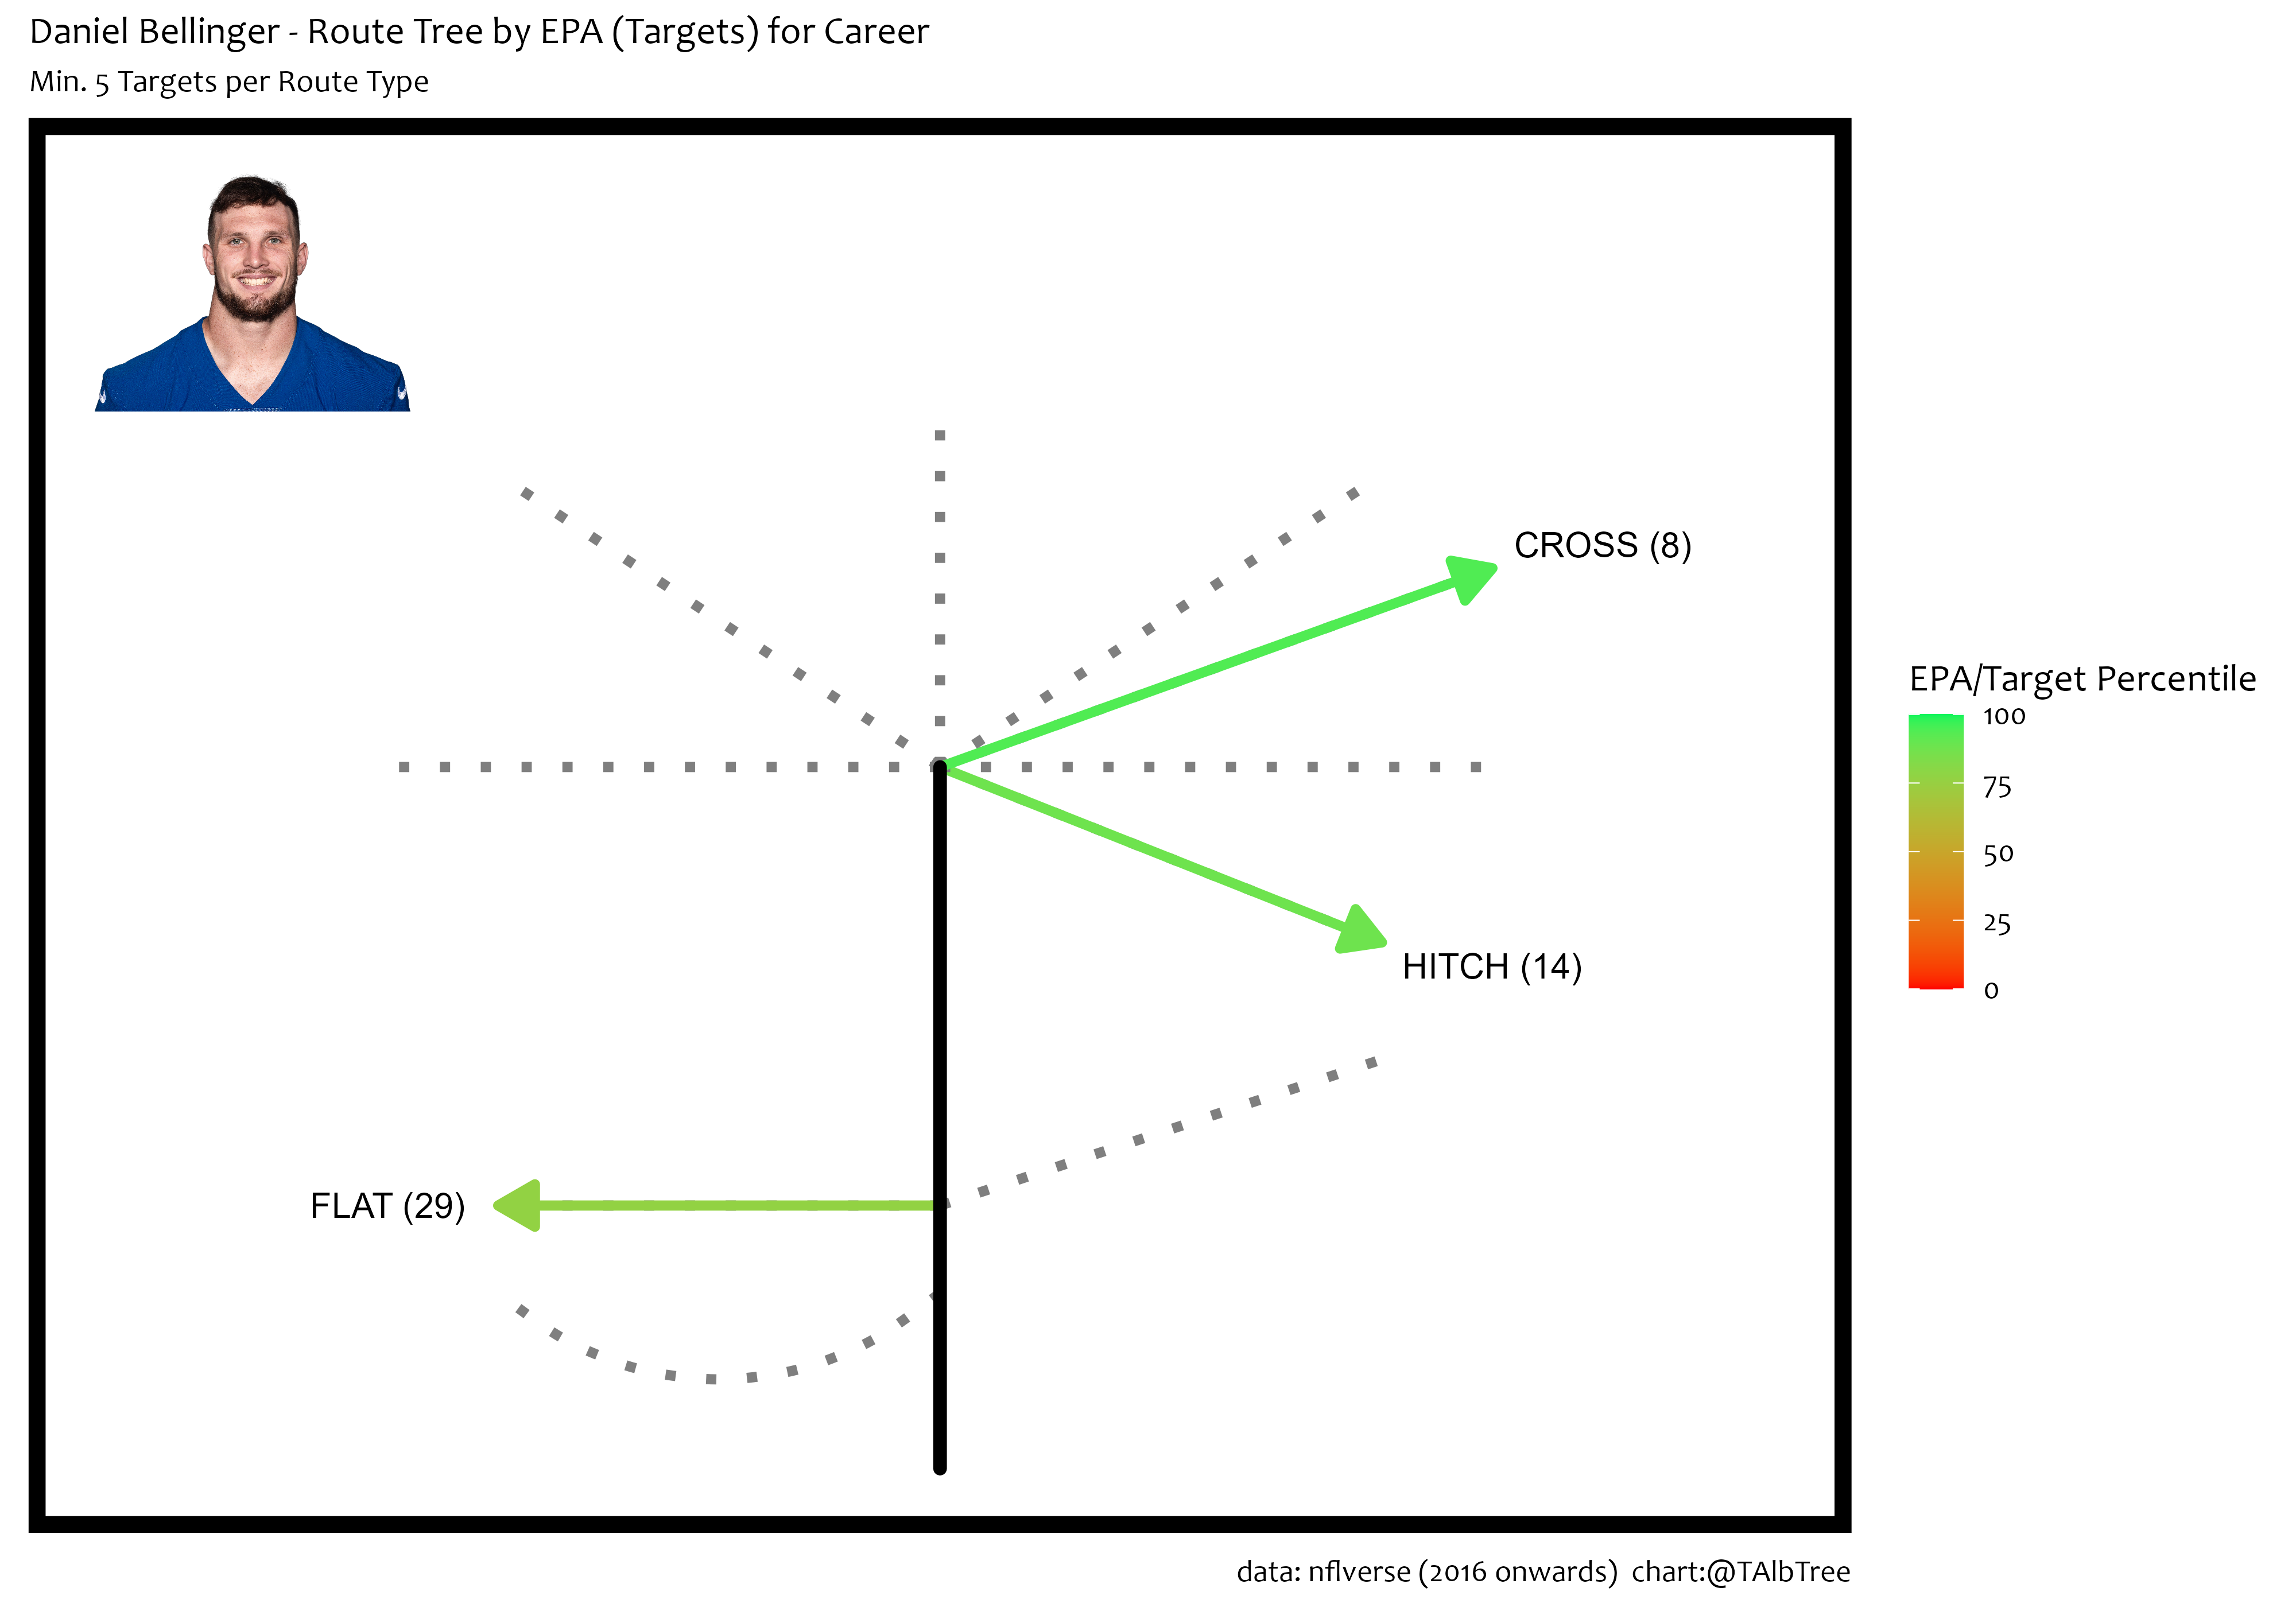 Daniel Bellinger - Route Tree by EPA (Targets) for Career
Min. 5 Targets per Route Type
CROSS (8)
HITCH (14)
FLAT (29)
EPA/Target Percentile
100
75
50
25
0
data: nflverse (2016 onwards)  chart:@TAlbTree